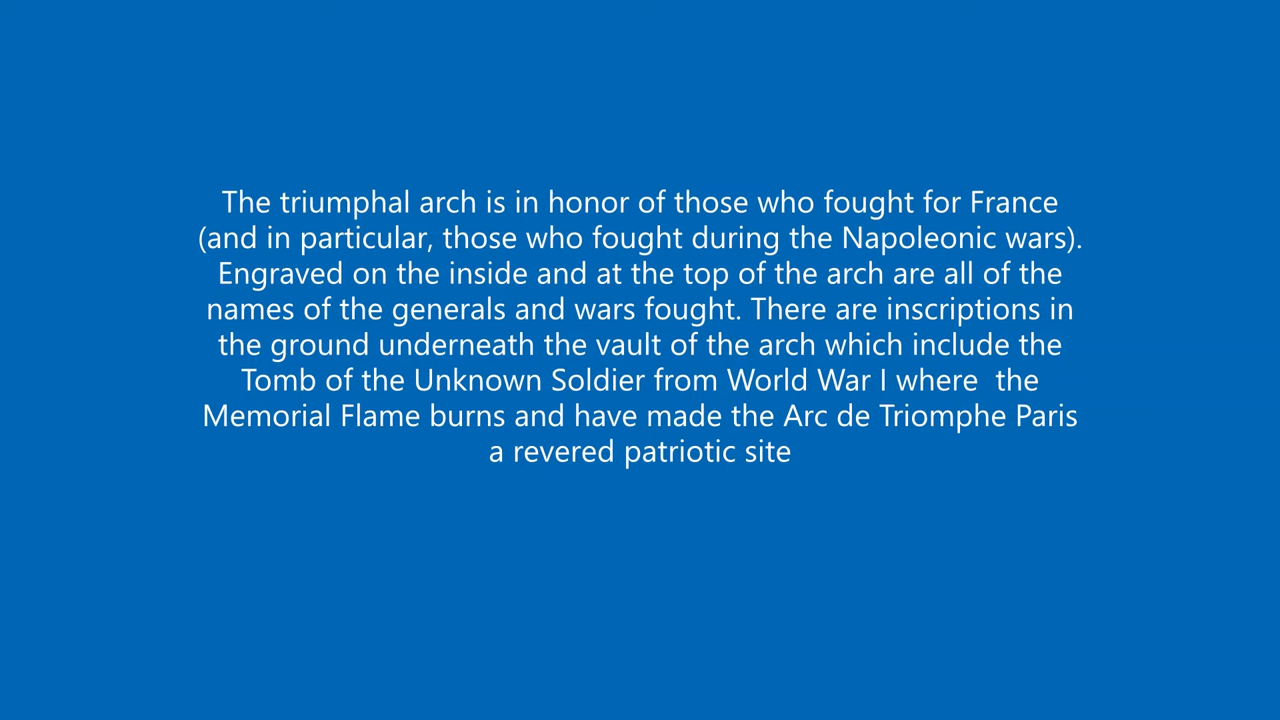 The triumphal arch is in honor of those who fought for France
(and in particular, those who fought during the Napoleonic wars).
Engraved on the inside and at the top of the arch are all of the
names of the generals and wars fought. There are inscriptions in
the ground underneath the vault of the arch which include the
Tomb of the Unknown Soldier from World War I where  the
Memorial Flame burns and have made the Arc de Triomphe Paris
a revered patriotic site